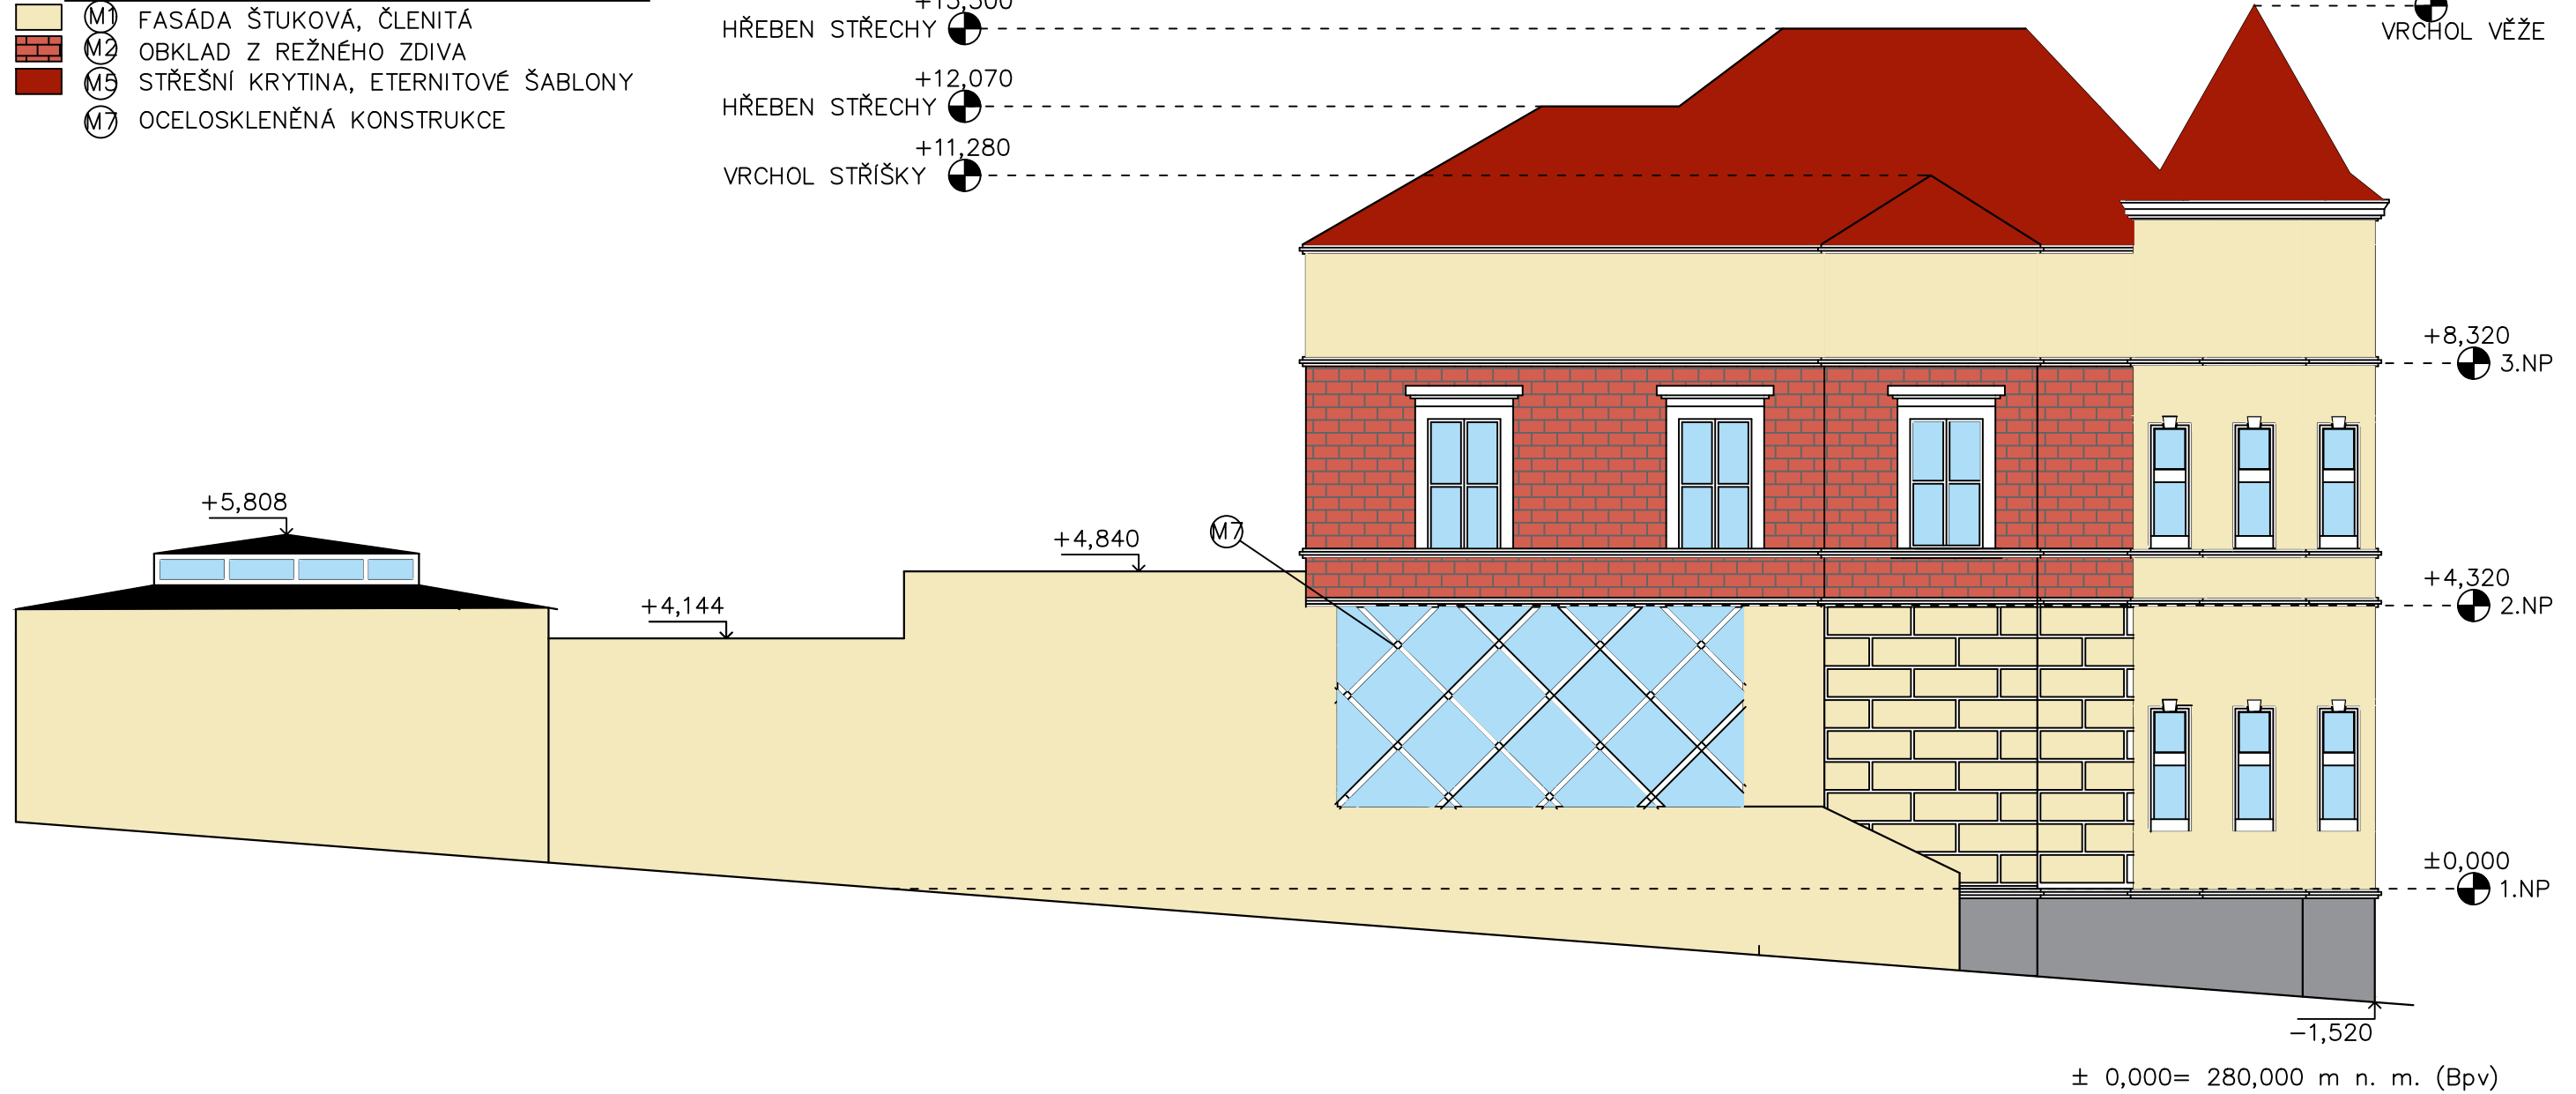 M1 FASÁDA ŠTUKOVÁ, ČLENITÁ
M2 OBKLAD Z REŽNÉHO ZDIVA
M5 STŘEŠNÍ KRYTINA, ETERNITOVÉ ŠABLONY
M7 OCELOSKLENĚNÁ KONSTRUKCE
HŘEBEN STŘECHY
+12,070
HŘEBEN STŘECHY
+11,280
VRCHOL STŘÍŠKY
VRCHOL VĚŽE
+8,320
3.NP
+5,808
+4,840
M7
+4,144
+4,320
2.NP
±0,000
1.NP
−1,520
± 0,000= 280,000 m n. m. (Bpv)